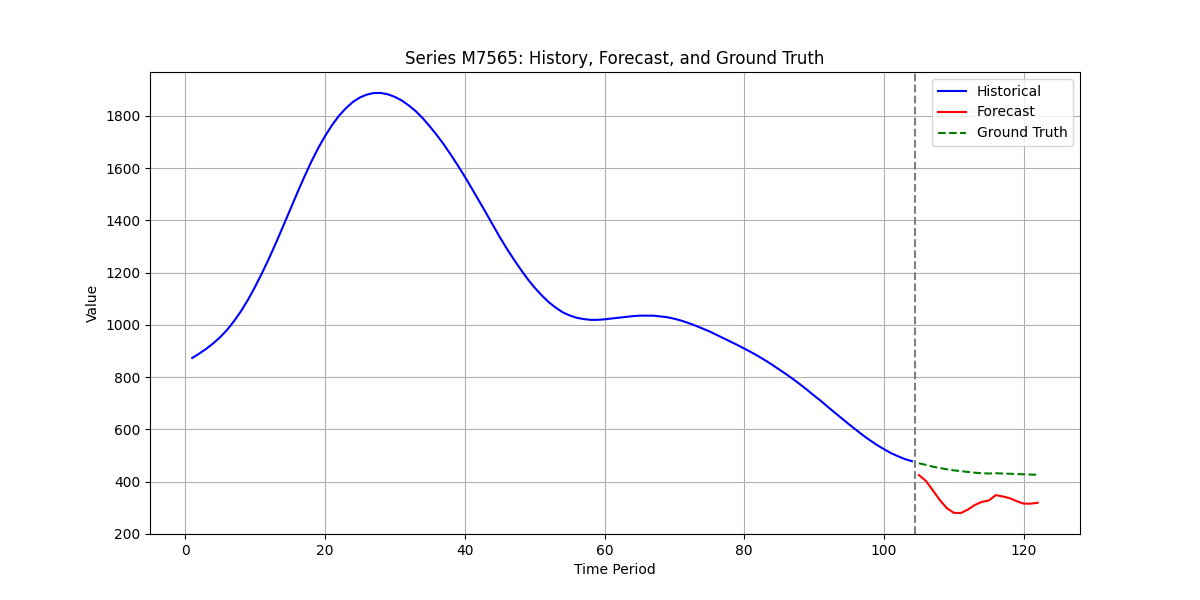 Series M7565: History, Forecast, and Ground Truth
Historical
Forecast
Ground Truth
Value
1800
1600
1400
1200
1000
800
600
400
200
0 20 40 60 80 100 120
Time Period